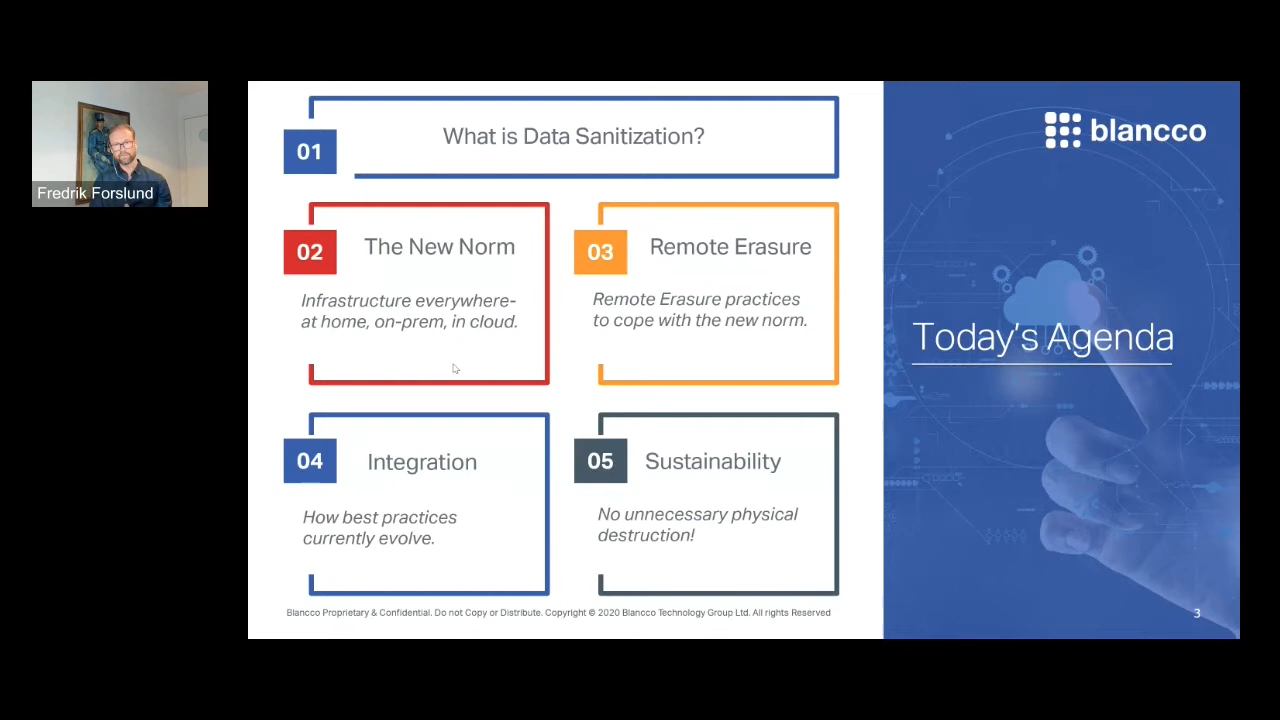 Fredrik Forslund
01
What is Data Sanitization?
02
The New Norm
Infrastructure everywhere-
at home, on-prem, in cloud.
03
Remote Erasure
Remote Erasure practices
to cope with the new norm.
04
Integration
How best practices
currently evolve.
05
Sustainability
No unnecessary physical
destruction!
Blancco Proprietary & Confidential. Do not Copy or Distribute. Copyright © 2020 Blancco Technology Group Ltd. All rights Reserved
blancco
Today's Agenda
3